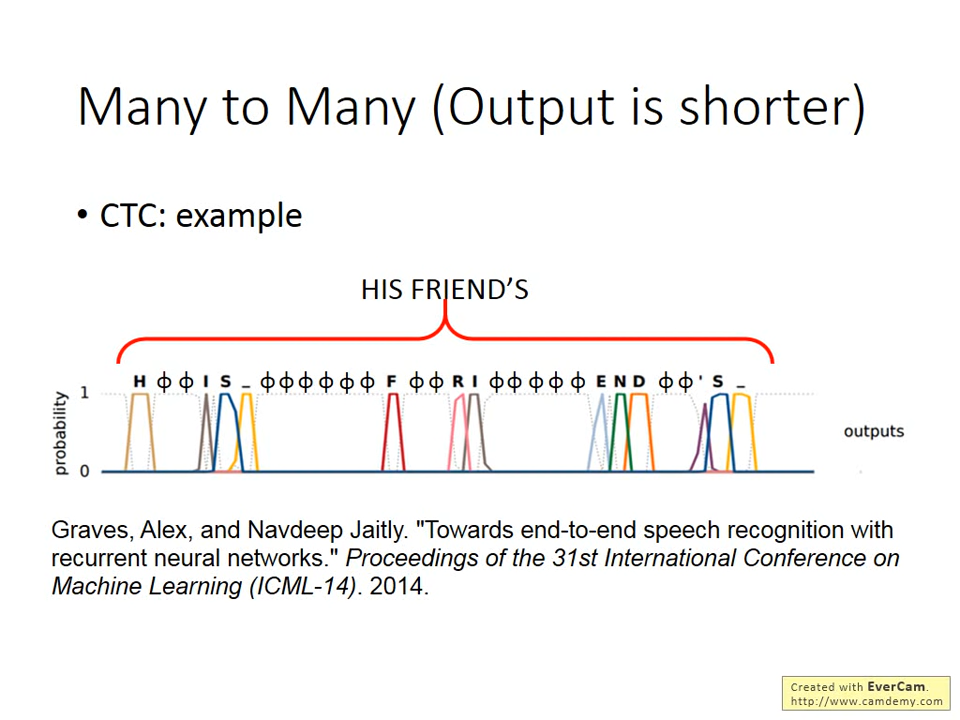 Many to Many (Output is shorter)
• CTC: example
HIS FRIEND’S
H ϕ ϕ I S _ ϕ ϕ ϕ ϕ ϕ ϕ F ϕ ϕ R I ϕ ϕ ϕ ϕ ϕ E N D ϕ ϕ ' S _
1
probability
outputs
0
Graves, Alex, and Navdeep Jaitly. "Towards end-to-end speech recognition with
recurrent neural networks." Proceedings of the 31st International Conference on
Machine Learning (ICML-14). 2014.
Created with EverCam.
http://www.camdemy.com